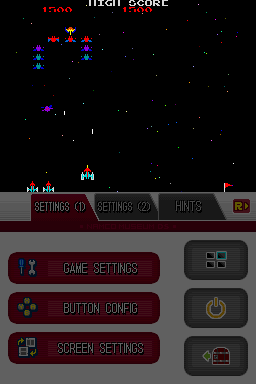 HIGH SCORE
1500 1500
SETTINGS (1) SETTINGS (2) HINTS R
GAME SETTINGS
BUTTON CONFIG
SCREEN SETTINGS